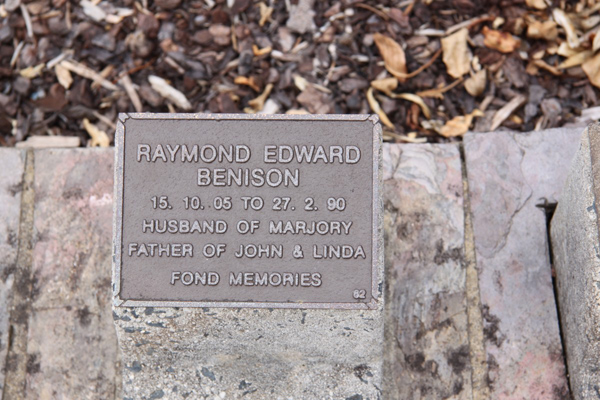 RAYMOND EDWARD
BENISON
15. 10. 05 TO 27. 2. 90
HUSBAND OF MARJORY
FATHER OF JOHN & LINDA
FOND MEMORIES
62